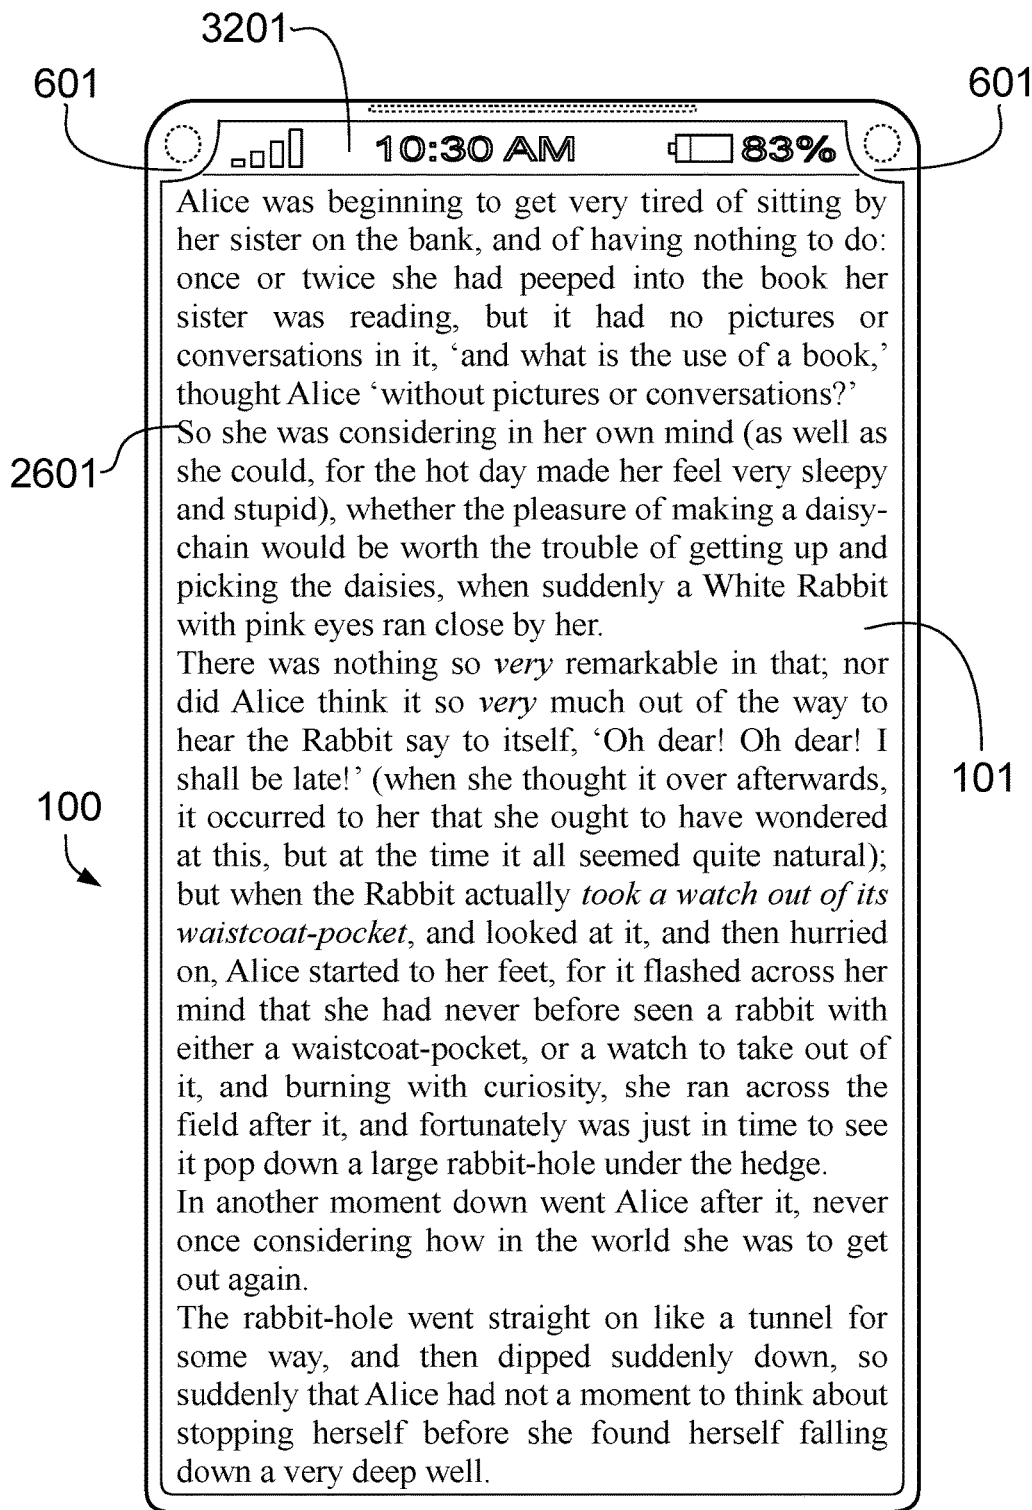 3201
601 601
10:30 AM 83%
Alice was beginning to get very tired of sitting by
her sister on the bank, and of having nothing to do:
once or twice she had peeped into the book her
sister was reading, but it had no pictures or
conversations in it, ‘and what is the use of a book,’
thought Alice ‘without pictures or conversations?’
So she was considering in her own mind (as well as
2601
she could, for the hot day made her feel very sleepy
and stupid), whether the pleasure of making a daisy-
chain would be worth the trouble of getting up and
picking the daisies, when suddenly a White Rabbit
with pink eyes ran close by her.
There was nothing so very remarkable in that; nor
did Alice think it so very much out of the way to
hear the Rabbit say to itself, ‘Oh dear! Oh dear! I
shall be late!’ (when she thought it over afterwards,
101
100
it occurred to her that she ought to have wondered
at this, but at the time it all seemed quite natural);
but when the Rabbit actually took a watch out of its
waistcoat-pocket, and looked at it, and then hurried
on, Alice started to her feet, for it flashed across her
mind that she had never before seen a rabbit with
either a waistcoat-pocket, or a watch to take out of
it, and burning with curiosity, she ran across the
field after it, and fortunately was just in time to see
it pop down a large rabbit-hole under the hedge.
In another moment down went Alice after it, never
once considering how in the world she was to get
out again.
The rabbit-hole went straight on like a tunnel for
some way, and then dipped suddenly down, so
suddenly that Alice had not a moment to think about
stopping herself before she found herself falling
down a very deep well.